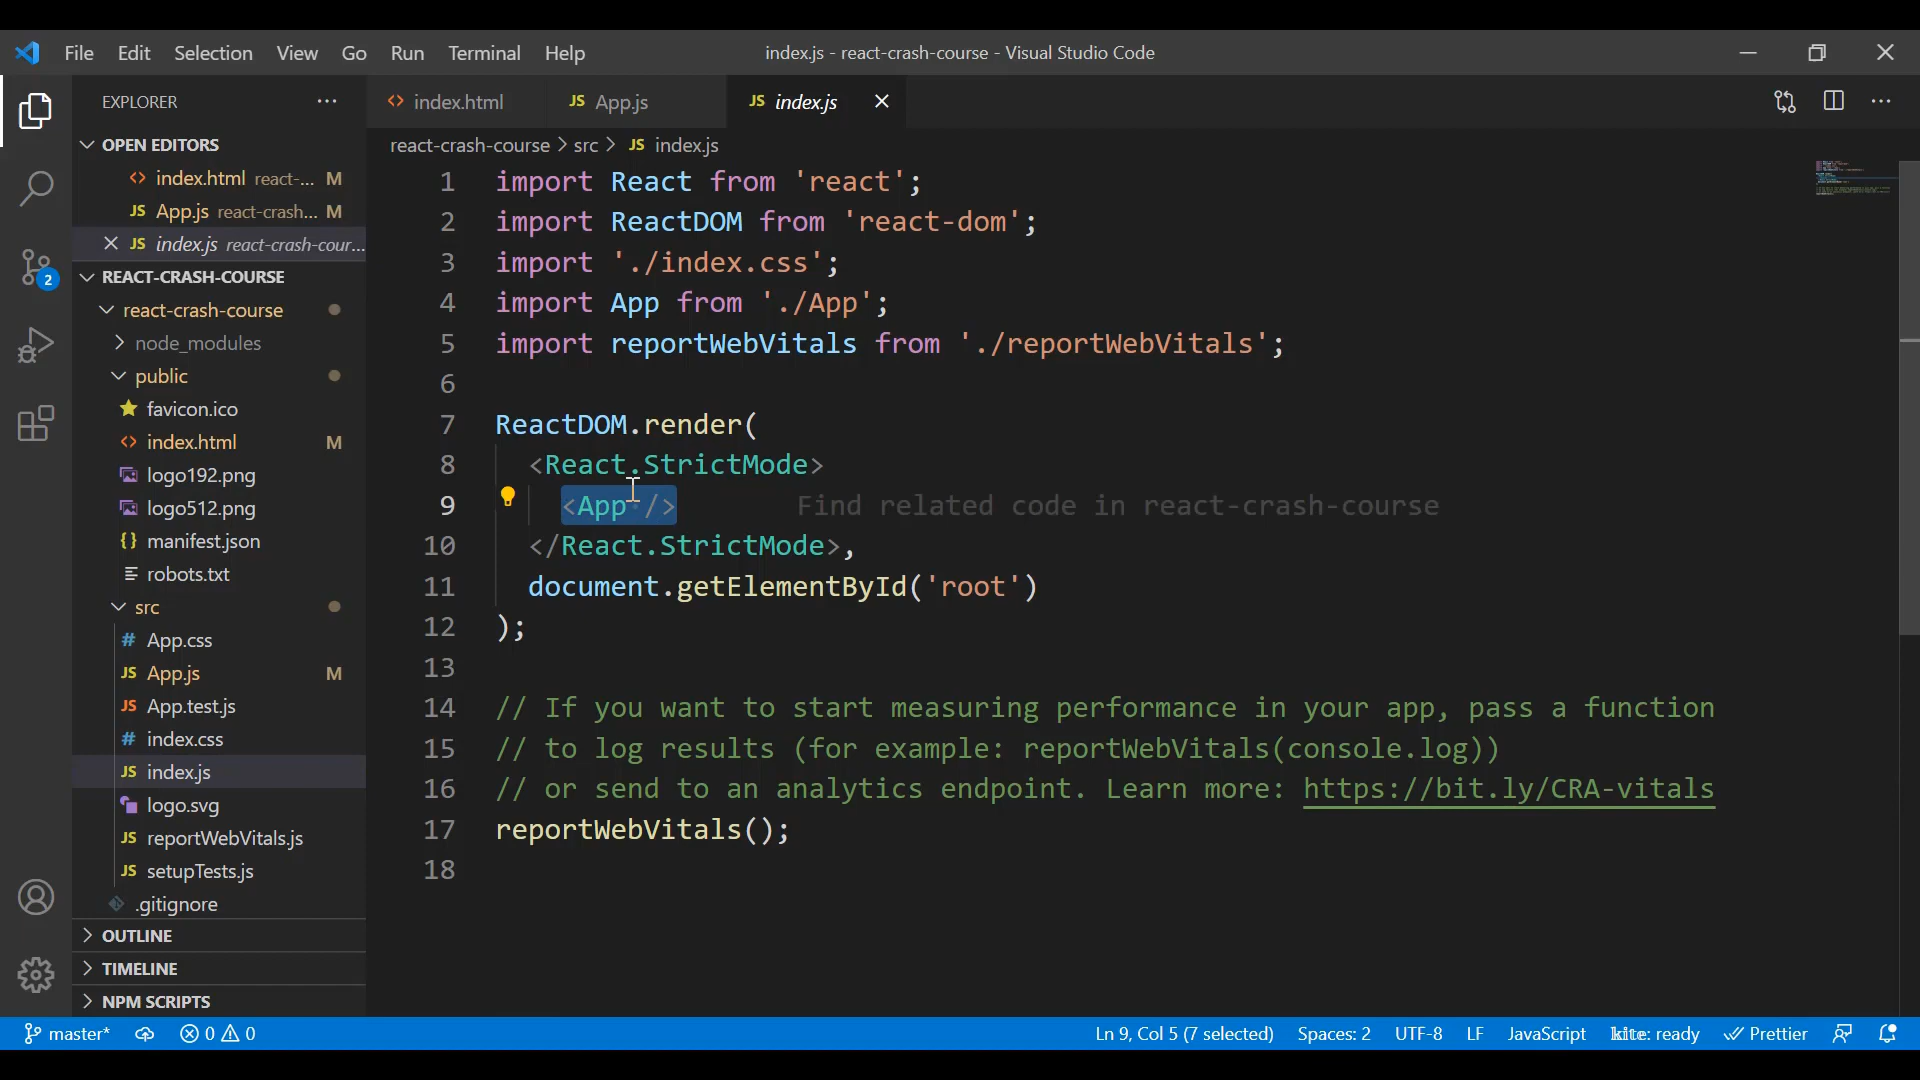 File Edit Selection View Go Run Terminal Help index.js - react-crash-course - Visual Studio Code
EXPLORER
OPEN EDITORS
index.html react-... M
App.js react-crash... M
index.js react-crash-cour...
REACT-CRASH-COURSE
react-crash-course
node_modules
public
favicon.ico
index.html M
logo192.png
logo512.png
manifest.json
robots.txt
src
App.css
App.js M
App.test.js
index.css
index.js
logo.svg
reportWebVitals.js
setupTests.js
.gitignore
OUTLINE
TIMELINE
NPM SCRIPTS
index.html JS App.js JS index.js
react-crash-course > src > JS index.js
1 import React from 'react';
2 import ReactDOM from 'react-dom';
3 import './index.css';
4 import App from './App';
5 import reportWebVitals from './reportWebVitals';
6
7 ReactDOM.render(
8 <React.StrictMode>
9 <App /> Find related code in react-crash-course
10 </React.StrictMode>,
11 document.getElementById('root')
12 );
13
14 // If you want to start measuring performance in your app, pass a function
15 // to log results (for example: reportWebVitals(console.log))
16 // or send to an analytics endpoint. Learn more: https://bit.ly/CRA-vitals
17 reportWebVitals();
18
master* 0 0 Ln 9, Col 5 (7 selected) Spaces: 2 UTF-8 LF JavaScript ready Prettier